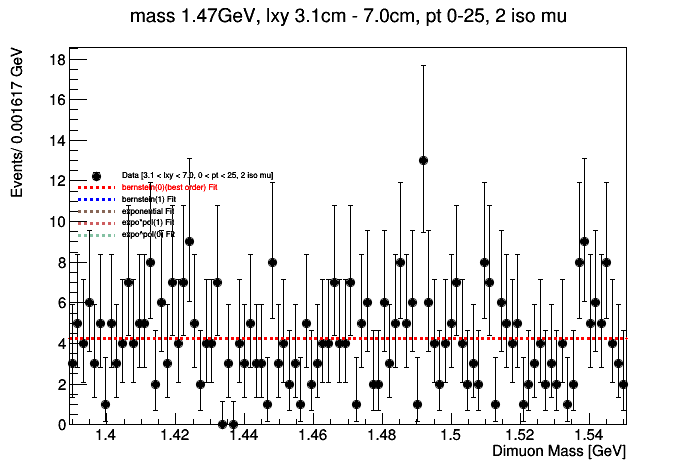 mass 1.47GeV, lxy 3.1cm - 7.0cm, pt 0-25, 2 iso mu
Events/ 0.001617 GeV
18
16
14
12
10
8
6
4
2
0
Data [3.1 < lxy < 7.0, 0 < pt < 25, 2 iso mu]
bernstein(0)(best order) Fit
bernstein(1) Fit
exponential Fit
expo*pol(1) Fit
expo*pol(0) Fit
1.4 1.42 1.44 1.46 1.48 1.5 1.52 1.54
Dimuon Mass [GeV]